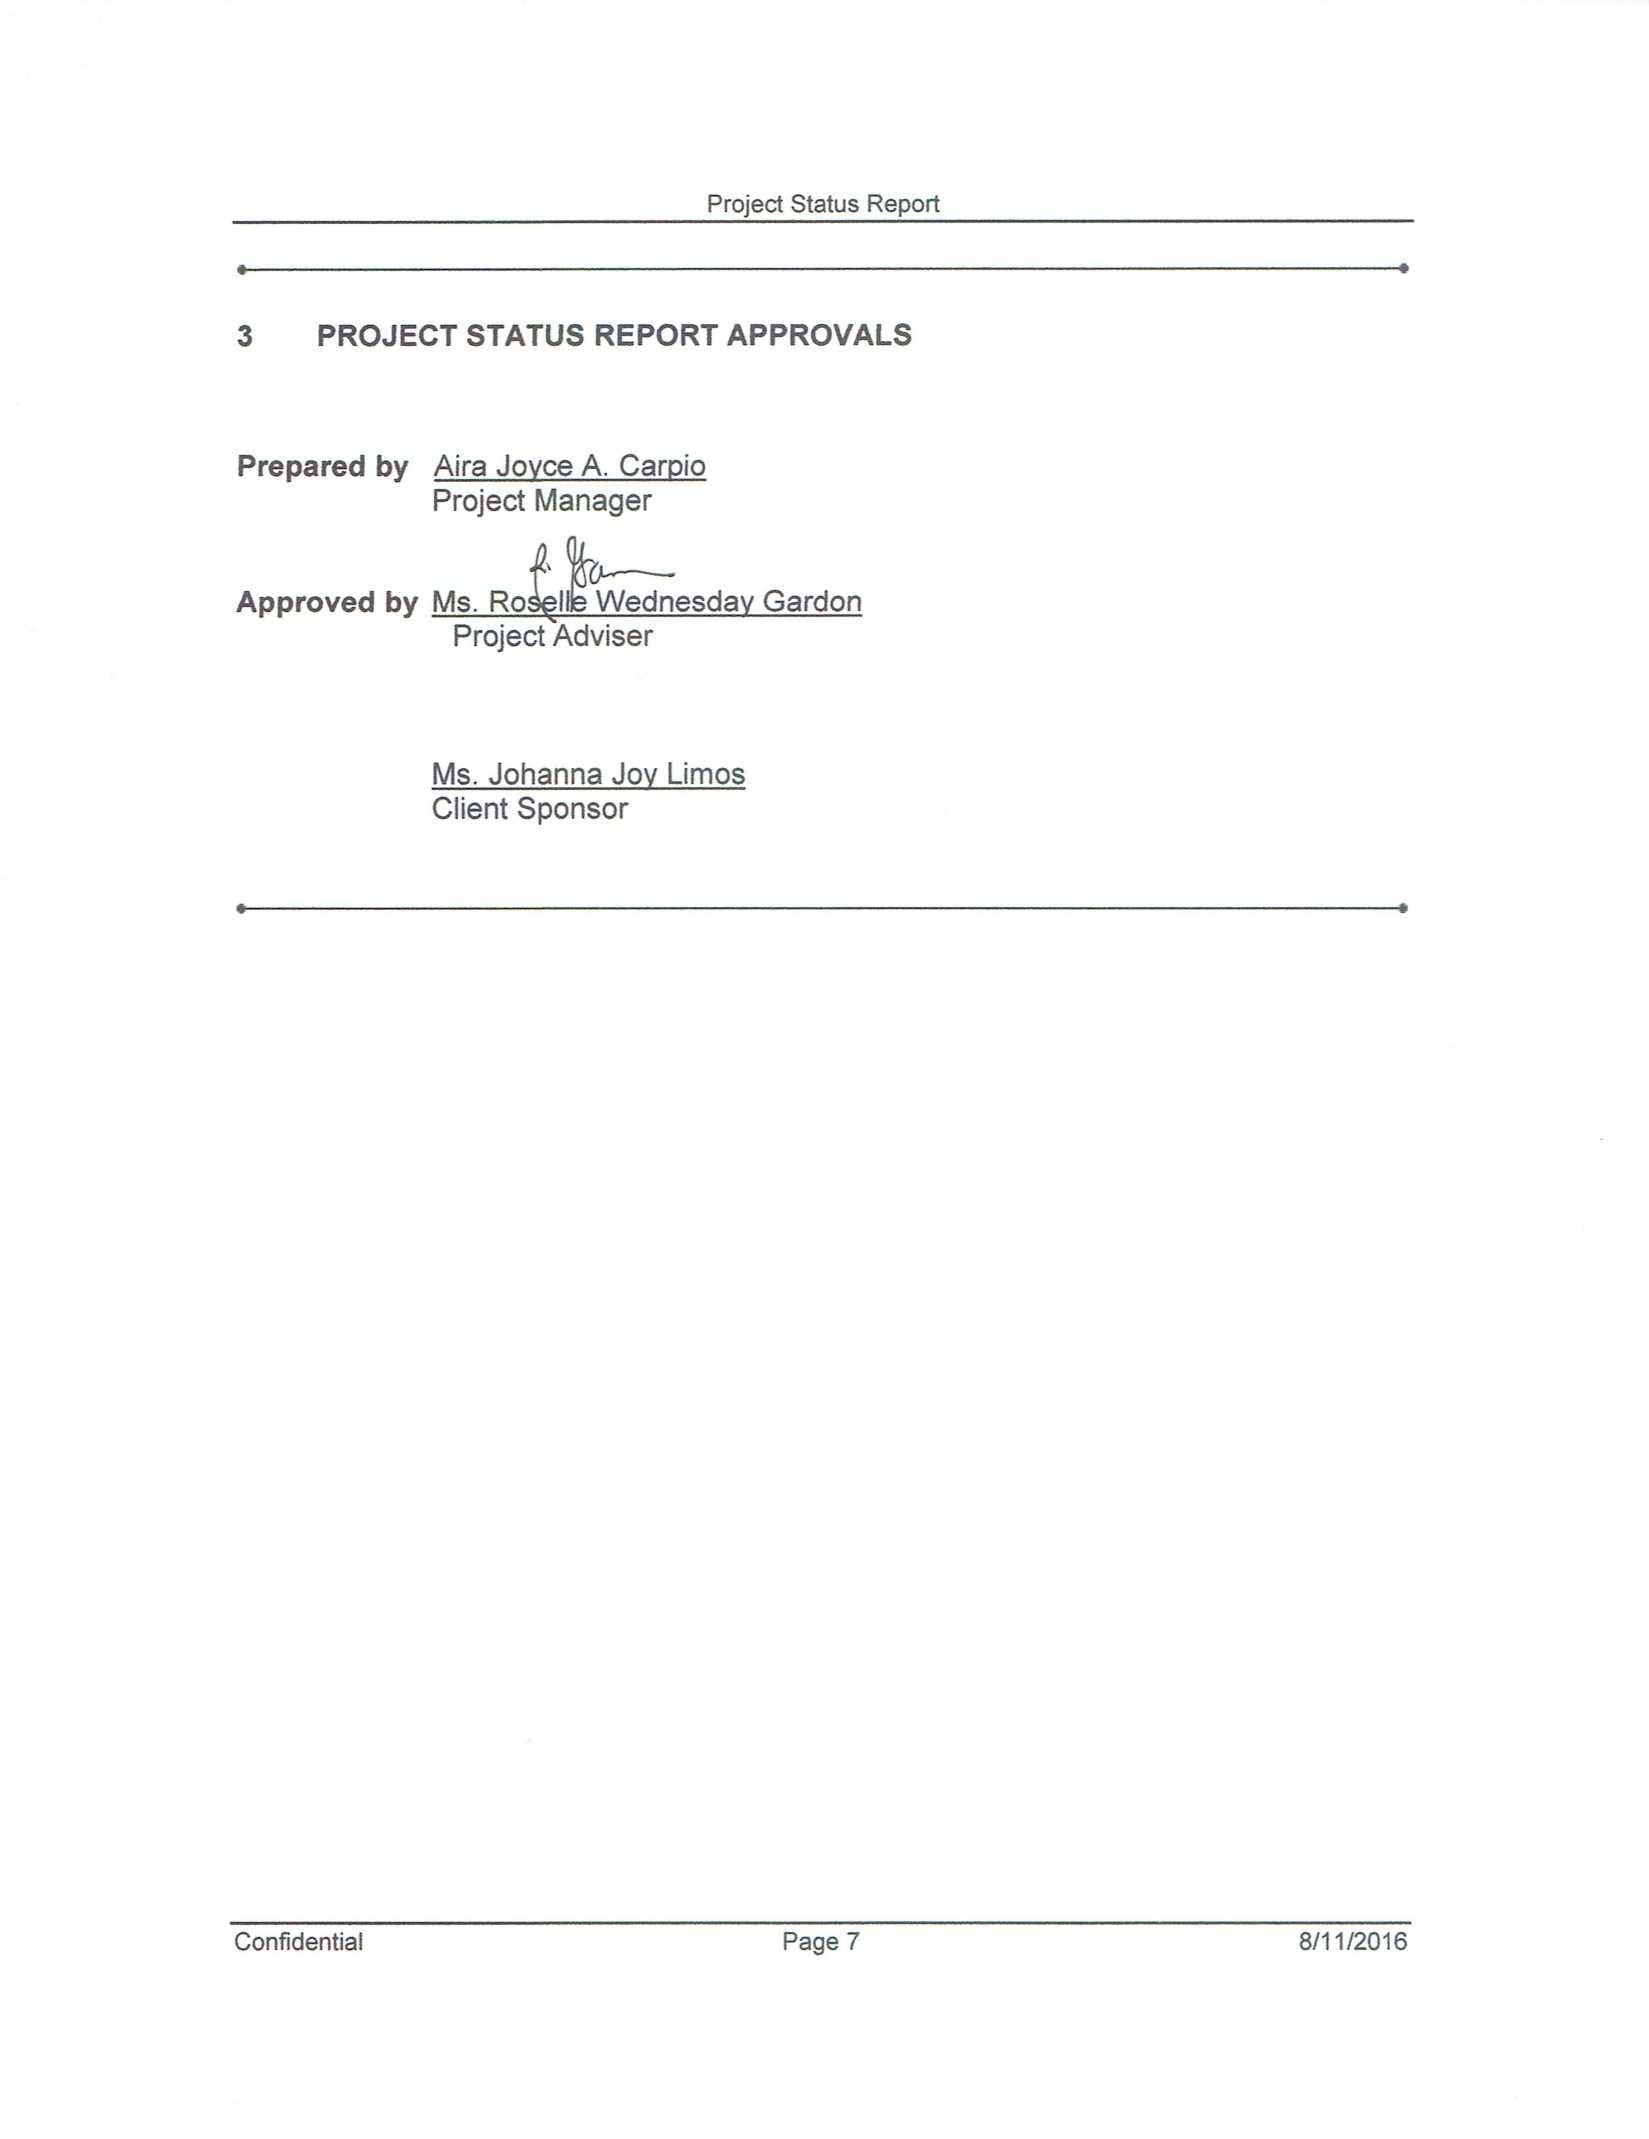 Project Status Report
3 PROJECT STATUS REPORT APPROVALS
Prepared by Aira Joyce A. Carpio
Project Manager
Approved by Ms. Roselle Wednesday Gardon
Project Adviser
Ms. Johanna Joy Limos
Client Sponsor
Confidential Page 7 8/11/2016